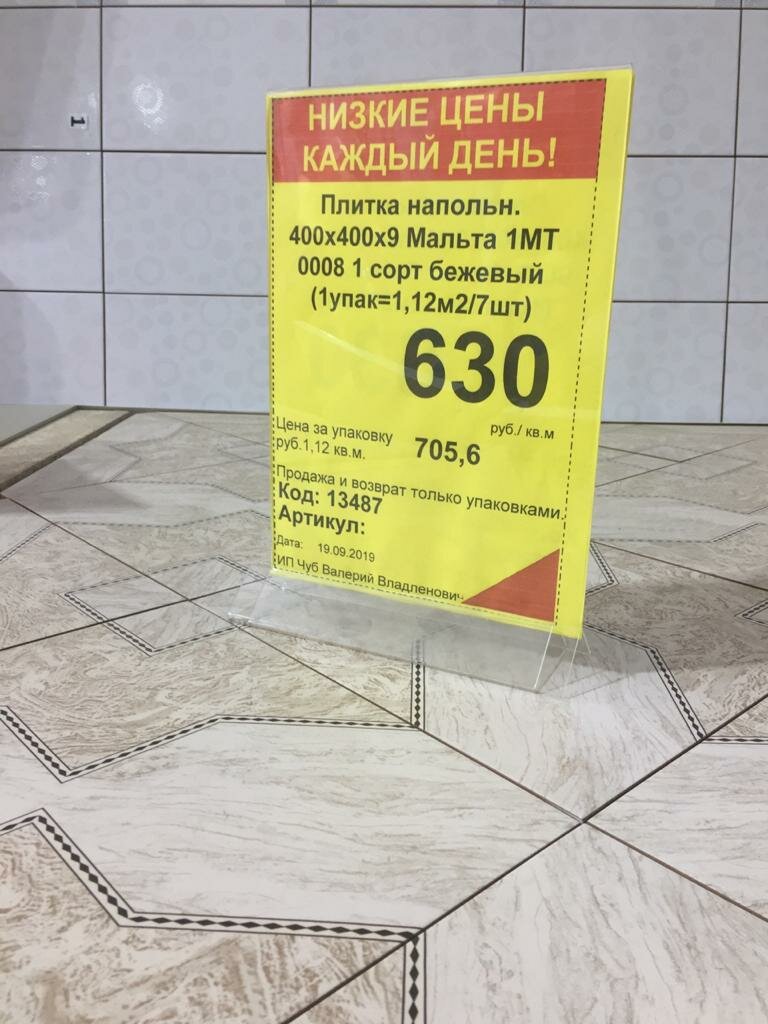 НИЗКИЕ ЦЕНЫ
КАЖДЫЙ ДЕНЬ!
Плитка напольн.
400х400х9 Мальта 1МТ
0008 1 сорт бежевый
(1упак=1,12м2/7шт)
630
руб./ кв.м
Цена за упаковку
руб.1,12 кв.м.
705,6
Продажа и возврат только упаковками.
Код: 13487
Артикул:
Дата: 19.09.2019
ИП Чуб Валерий Владленович
1